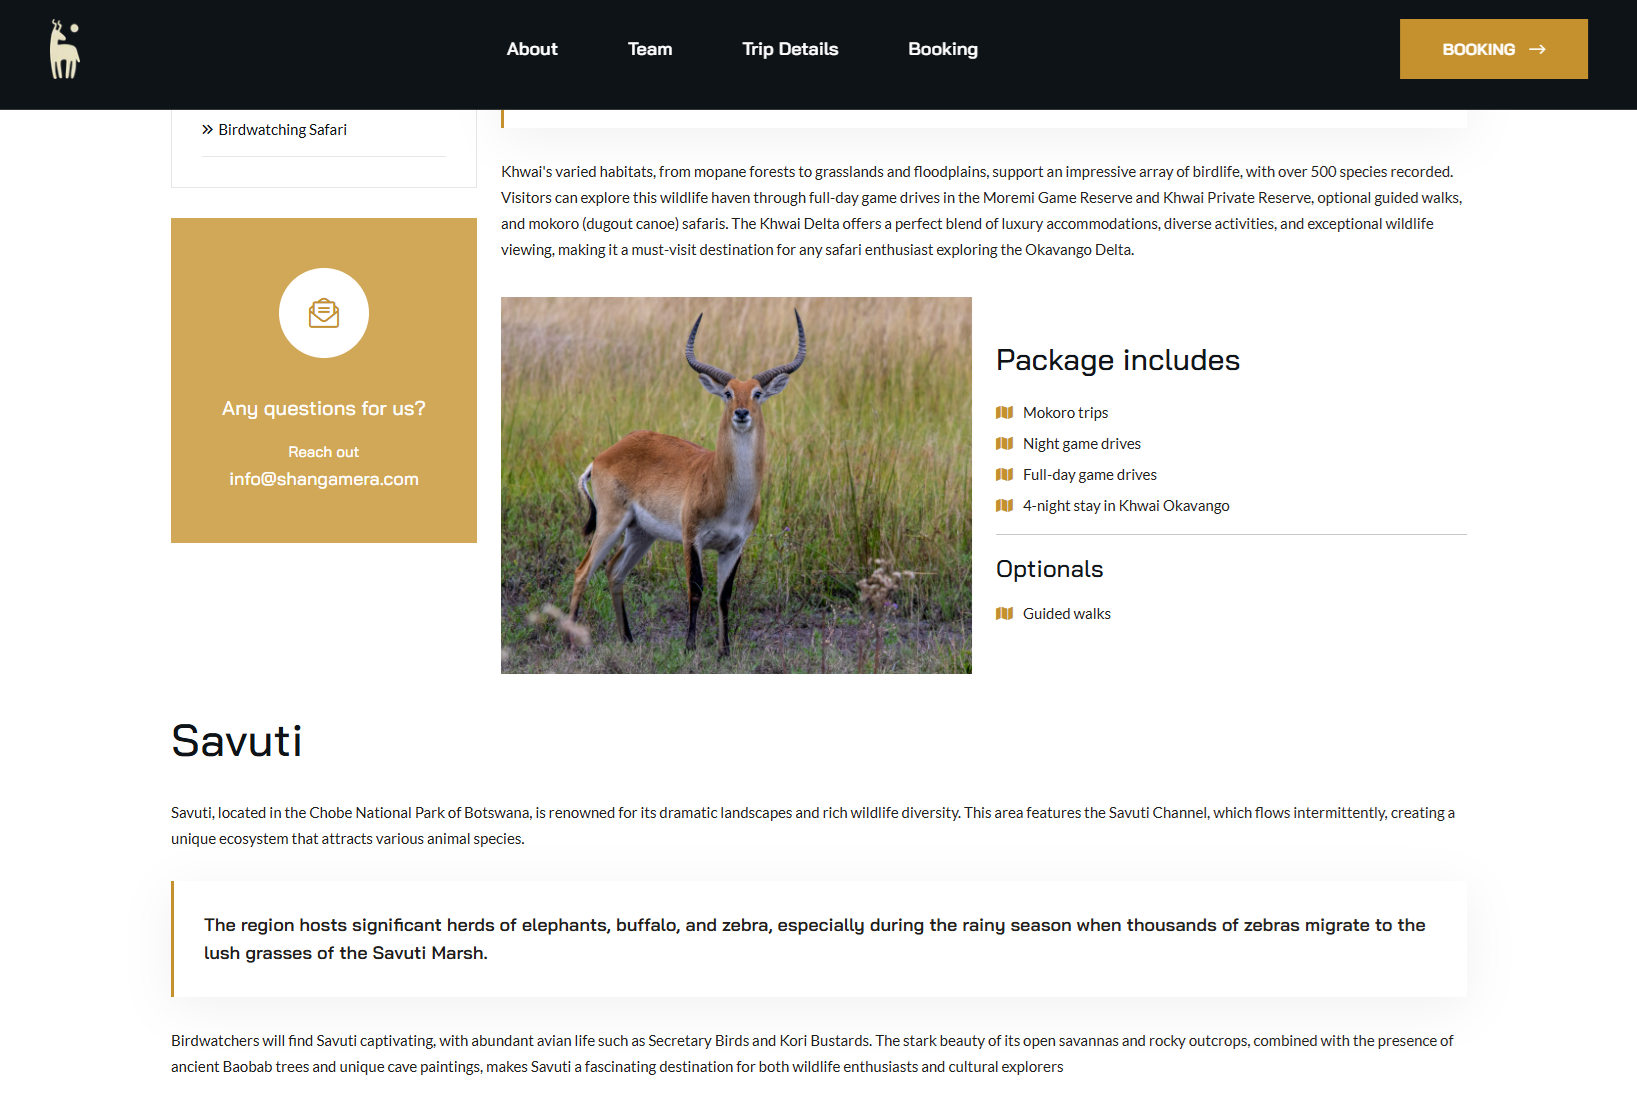 About
Team
Trip Details
Booking
BOOKING
Birdwatching Safari
Khwai's varied habitats, from mopane forests to grasslands and floodplains, support an impressive array of birdlife, with over 500 species recorded.
Visitors can explore this wildlife haven through full-day game drives in the Moremi Game Reserve and Khwai Private Reserve, optional guided walks,
and mokoro (dugout canoe) safaris. The Khwai Delta offers a perfect blend of luxury accommodations, diverse activities, and exceptional wildlife
viewing, making it a must-visit destination for any safari enthusiast exploring the Okavango Delta.
Any questions for us?
Reach out
info@shangamera.com
Package includes
Mokoro trips
Night game drives
Full-day game drives
4-night stay in Khwai Okavango
Optionals
Guided walks
Savuti
Savuti, located in the Chobe National Park of Botswana, is renowned for its dramatic landscapes and rich wildlife diversity. This area features the Savuti Channel, which flows intermittently, creating a
unique ecosystem that attracts various animal species.
The region hosts significant herds of elephants, buffalo, and zebra, especially during the rainy season when thousands of zebras migrate to the
lush grasses of the Savuti Marsh.
Birdwatchers will find Savuti captivating, with abundant avian life such as Secretary Birds and Kori Bustards. The stark beauty of its open savannas and rocky outcrops, combined with the presence of
ancient Baobab trees and unique cave paintings, makes Savuti a fascinating destination for both wildlife enthusiasts and cultural explorers